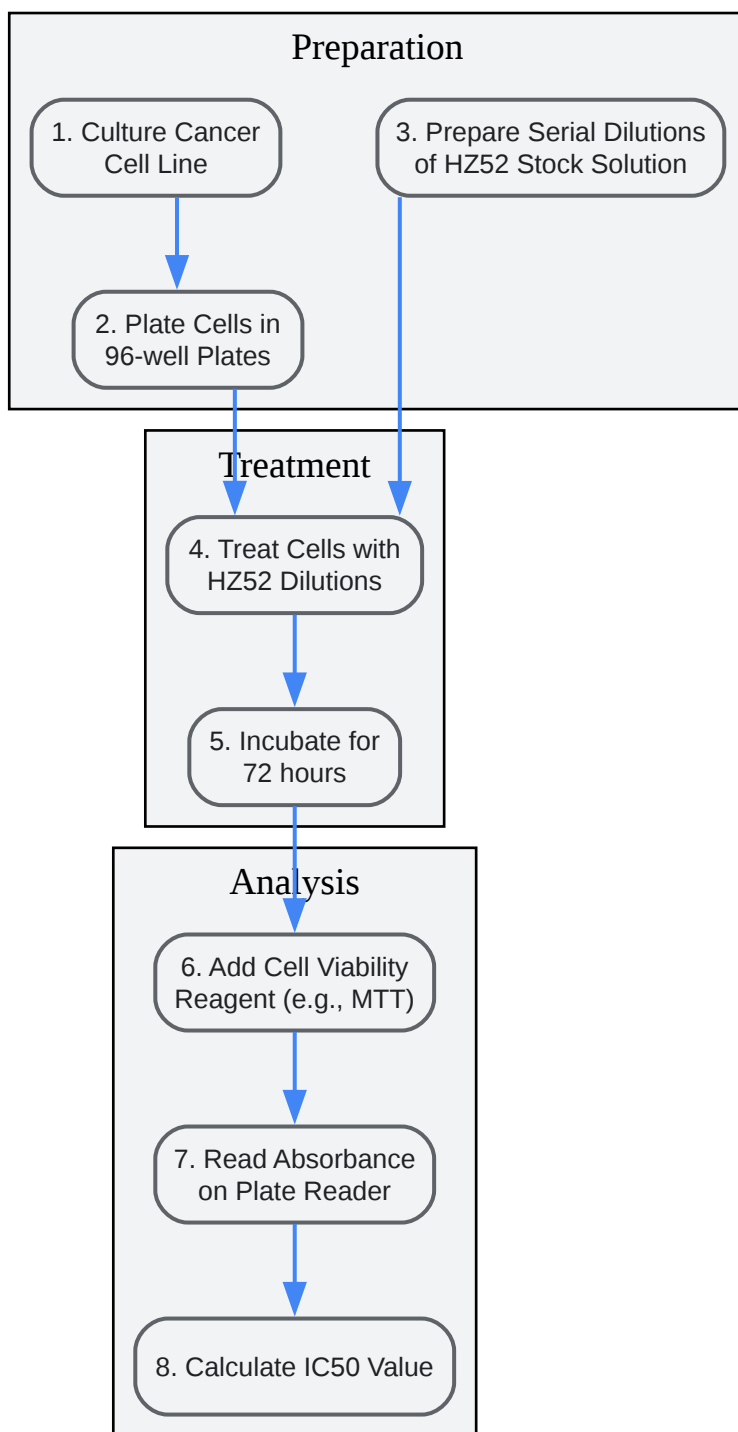 Preparation
1. Culture Cancer
Cell Line
3. Prepare Serial Dilutions
of HZ52 Stock Solution
2. Plate Cells in
96-well Plates
Treatment
4. Treat Cells with
HZ52 Dilutions
5. Incubate for
72 hours
Analysis
6. Add Cell Viability
Reagent (e.g., MTT)
7. Read Absorbance
on Plate Reader
8. Calculate IC50 Value